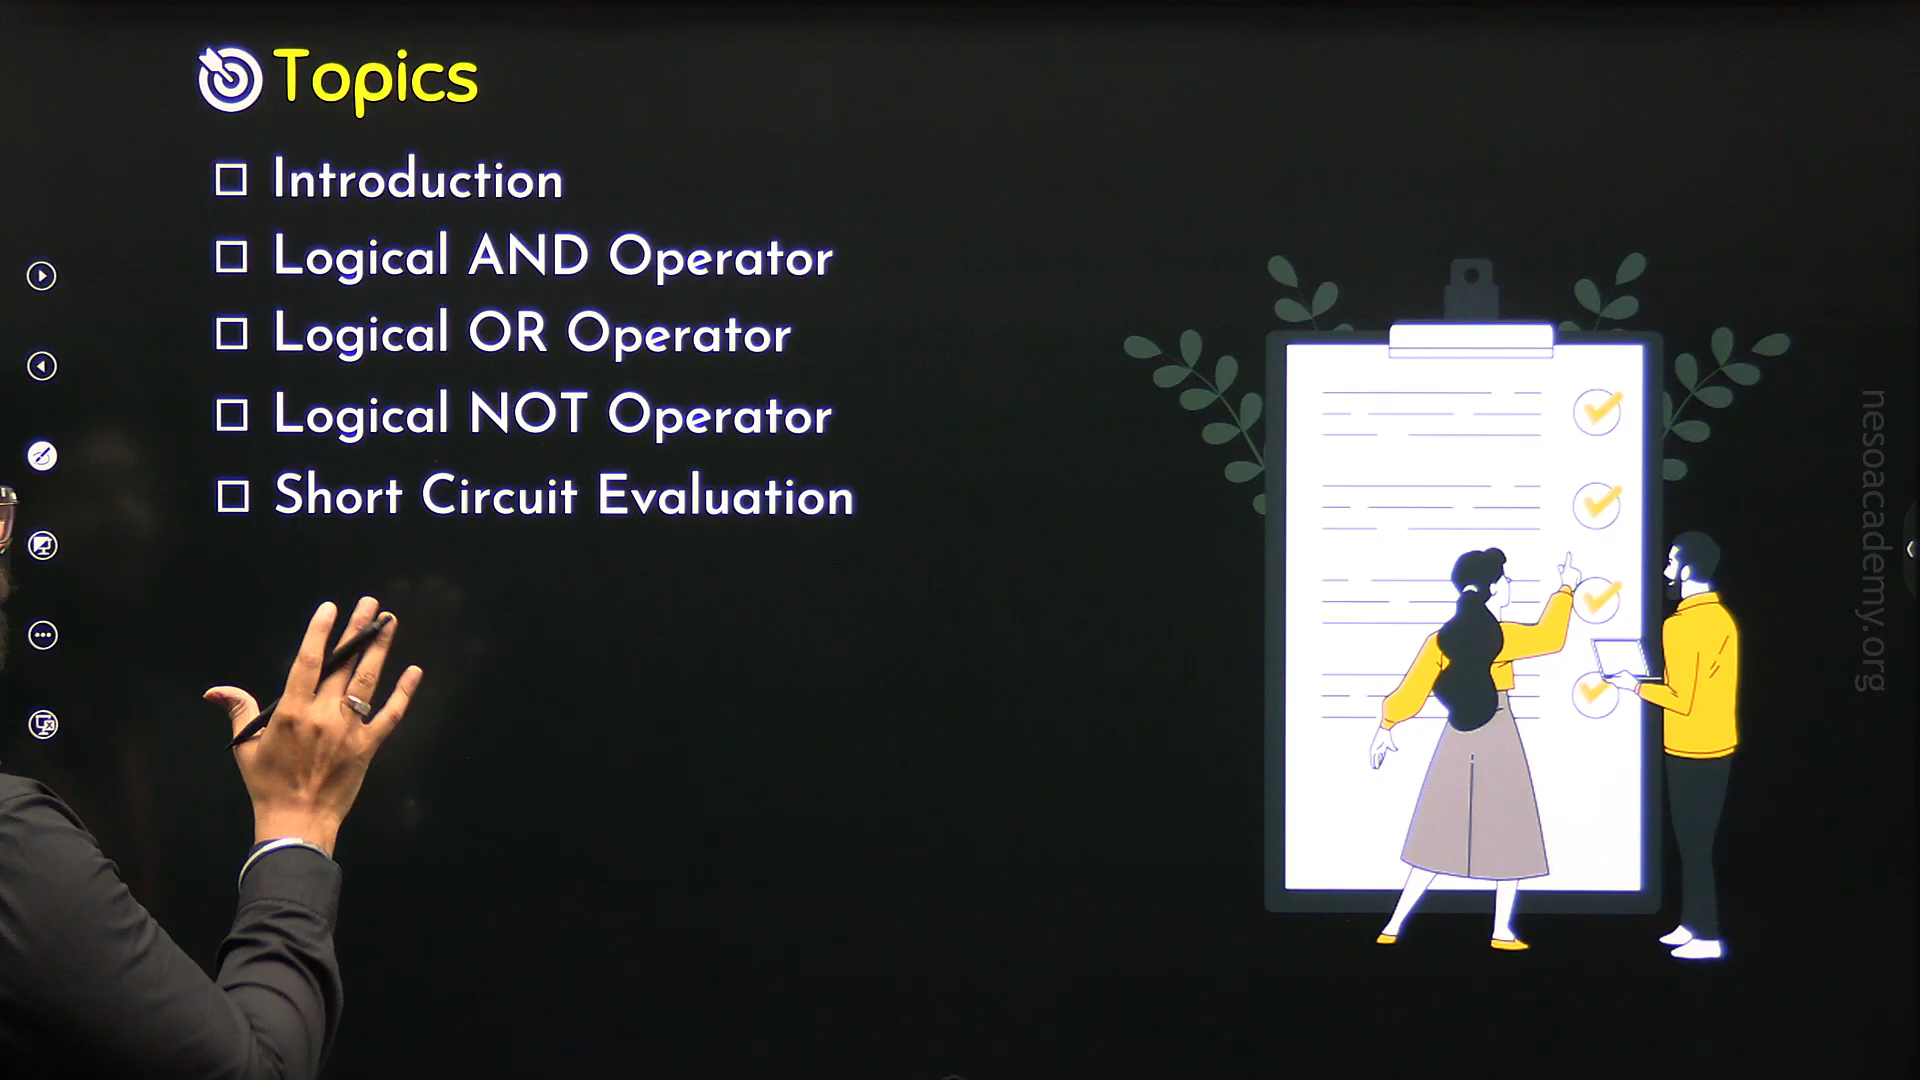 Topics
Introduction
Logical AND Operator
Logical OR Operator
Logical NOT Operator
Short Circuit Evaluation
nesoacademy.org